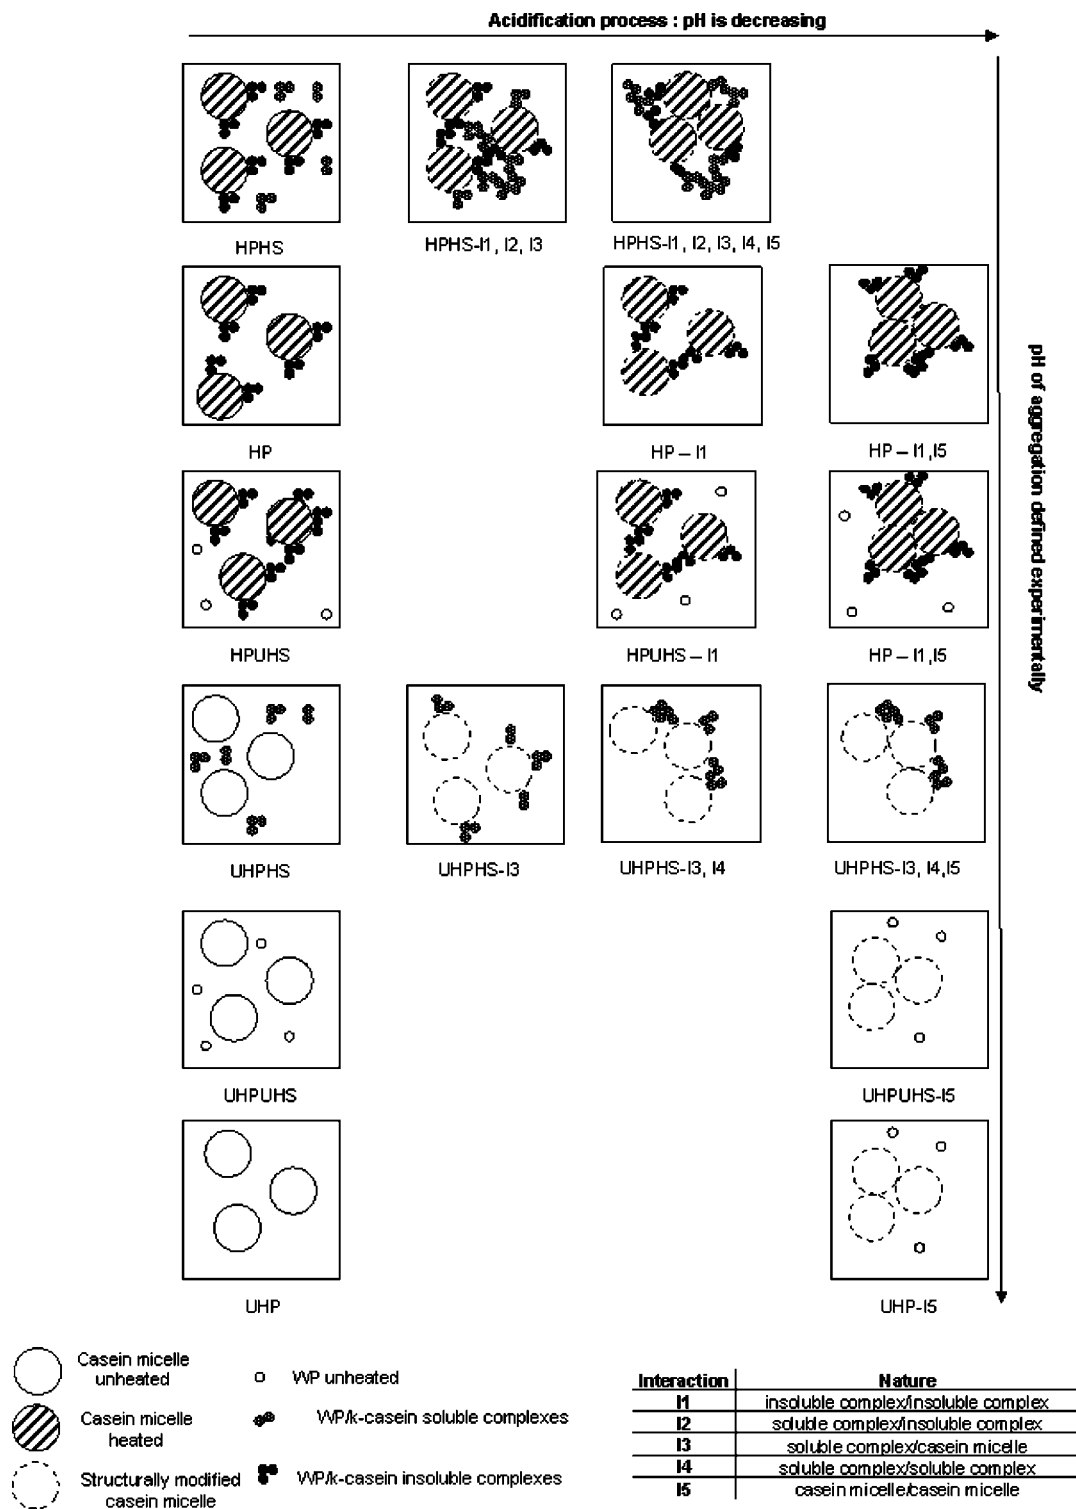 Acidification process : pH is decreasing
HPHS
HPHS-I1, I2, I3
HPHS-I1, I2, I3, I4, I5
HP
HP – I1
HP – I1,I5
HPUHS
HPUHS – I1
HP – I1,I5
UHPHS
UHPHS-I3
UHPHS-I3, I4
UHPHS-I3, I4,I5
UHPUHS
UHPUHS-I5
UHP
UHP-I5
pH of aggregation defined experimentally
Casein micelle
unheated
WP unheated
Casein micelle
heated
WP/k-casein soluble complexes
Structurally modified
casein micelle
WP/k-casein insoluble complexes
Interaction Nature
I1 insoluble complex/insoluble complex
I2 soluble complex/insoluble complex
I3 soluble complex/casein micelle
I4 soluble complex/soluble complex
I5 casein micelle/casein micelle